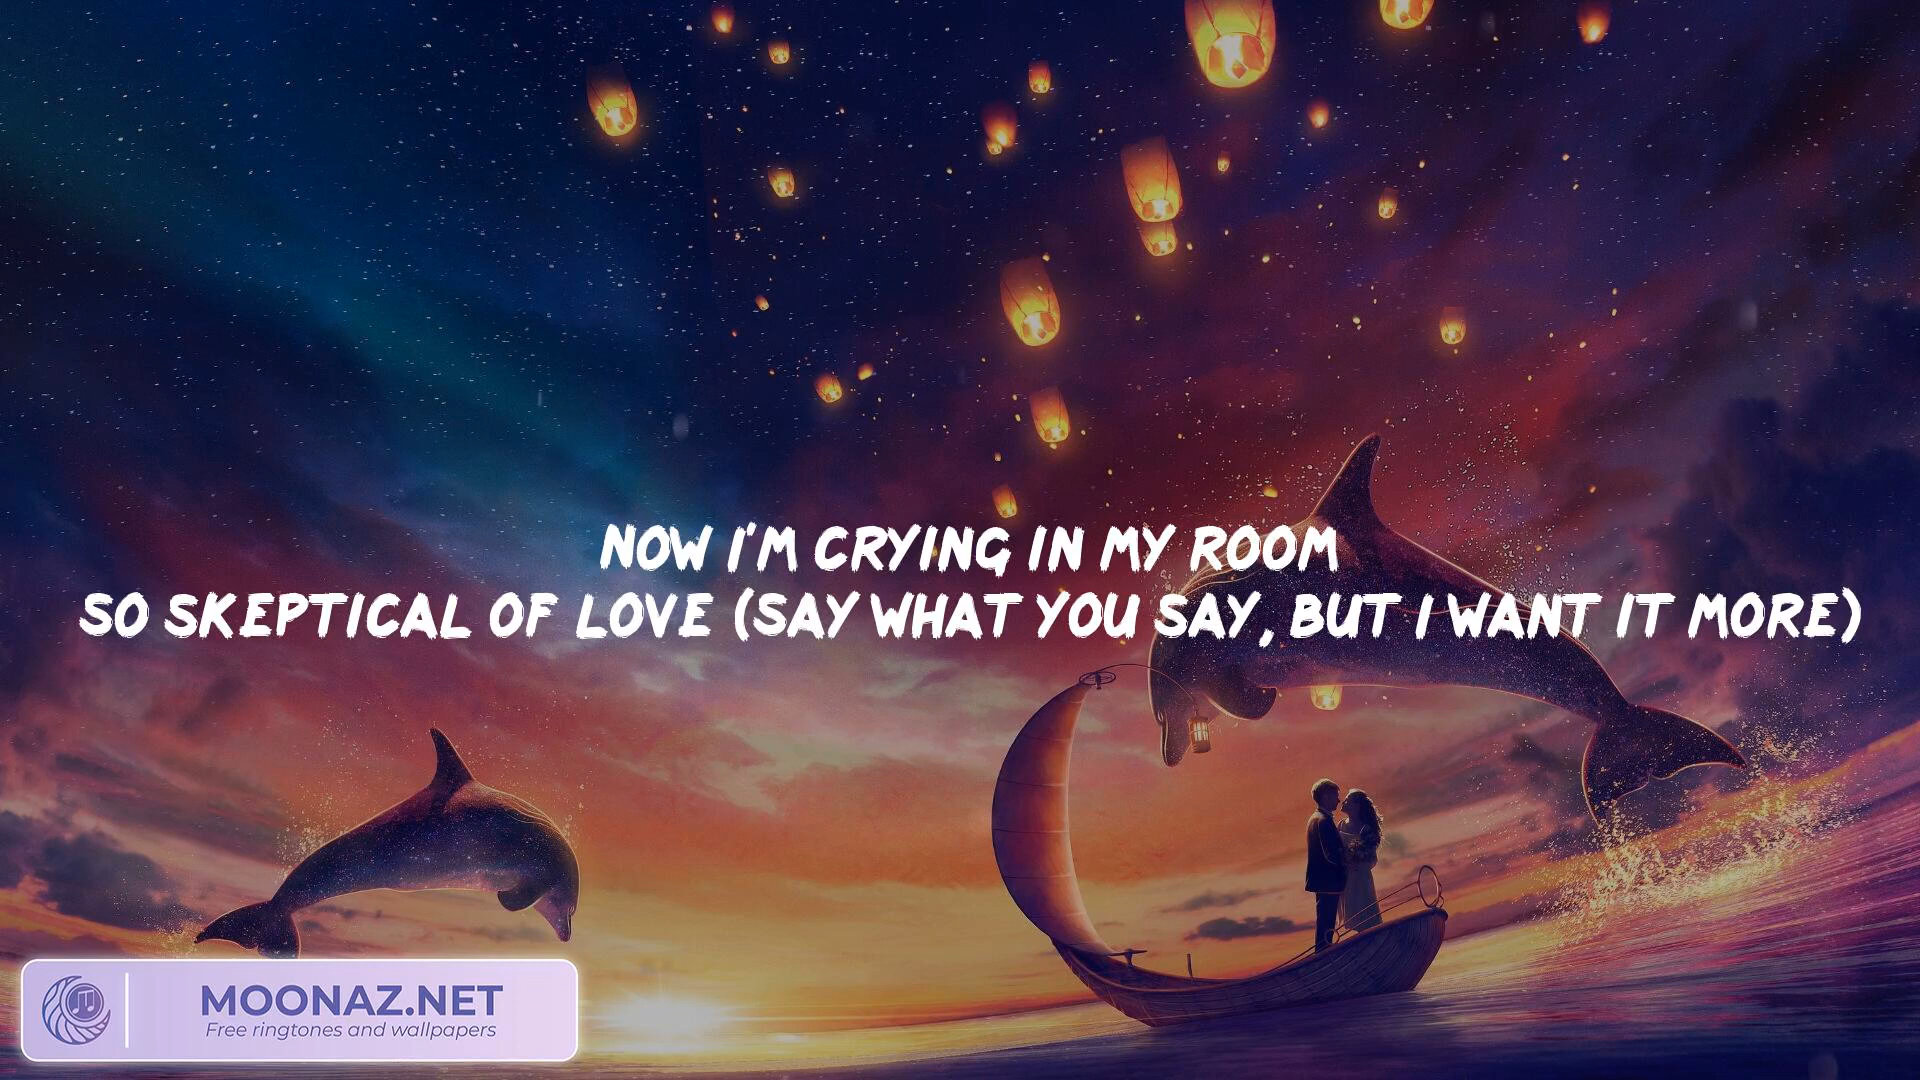 NOW I'M CRYING IN MY ROOM
SO SKEPTICAL OF LOVE (SAY WHAT YOU SAY, BUT I WANT IT MORE)
MOONAZ.NET
Free ringtones and wallpapers